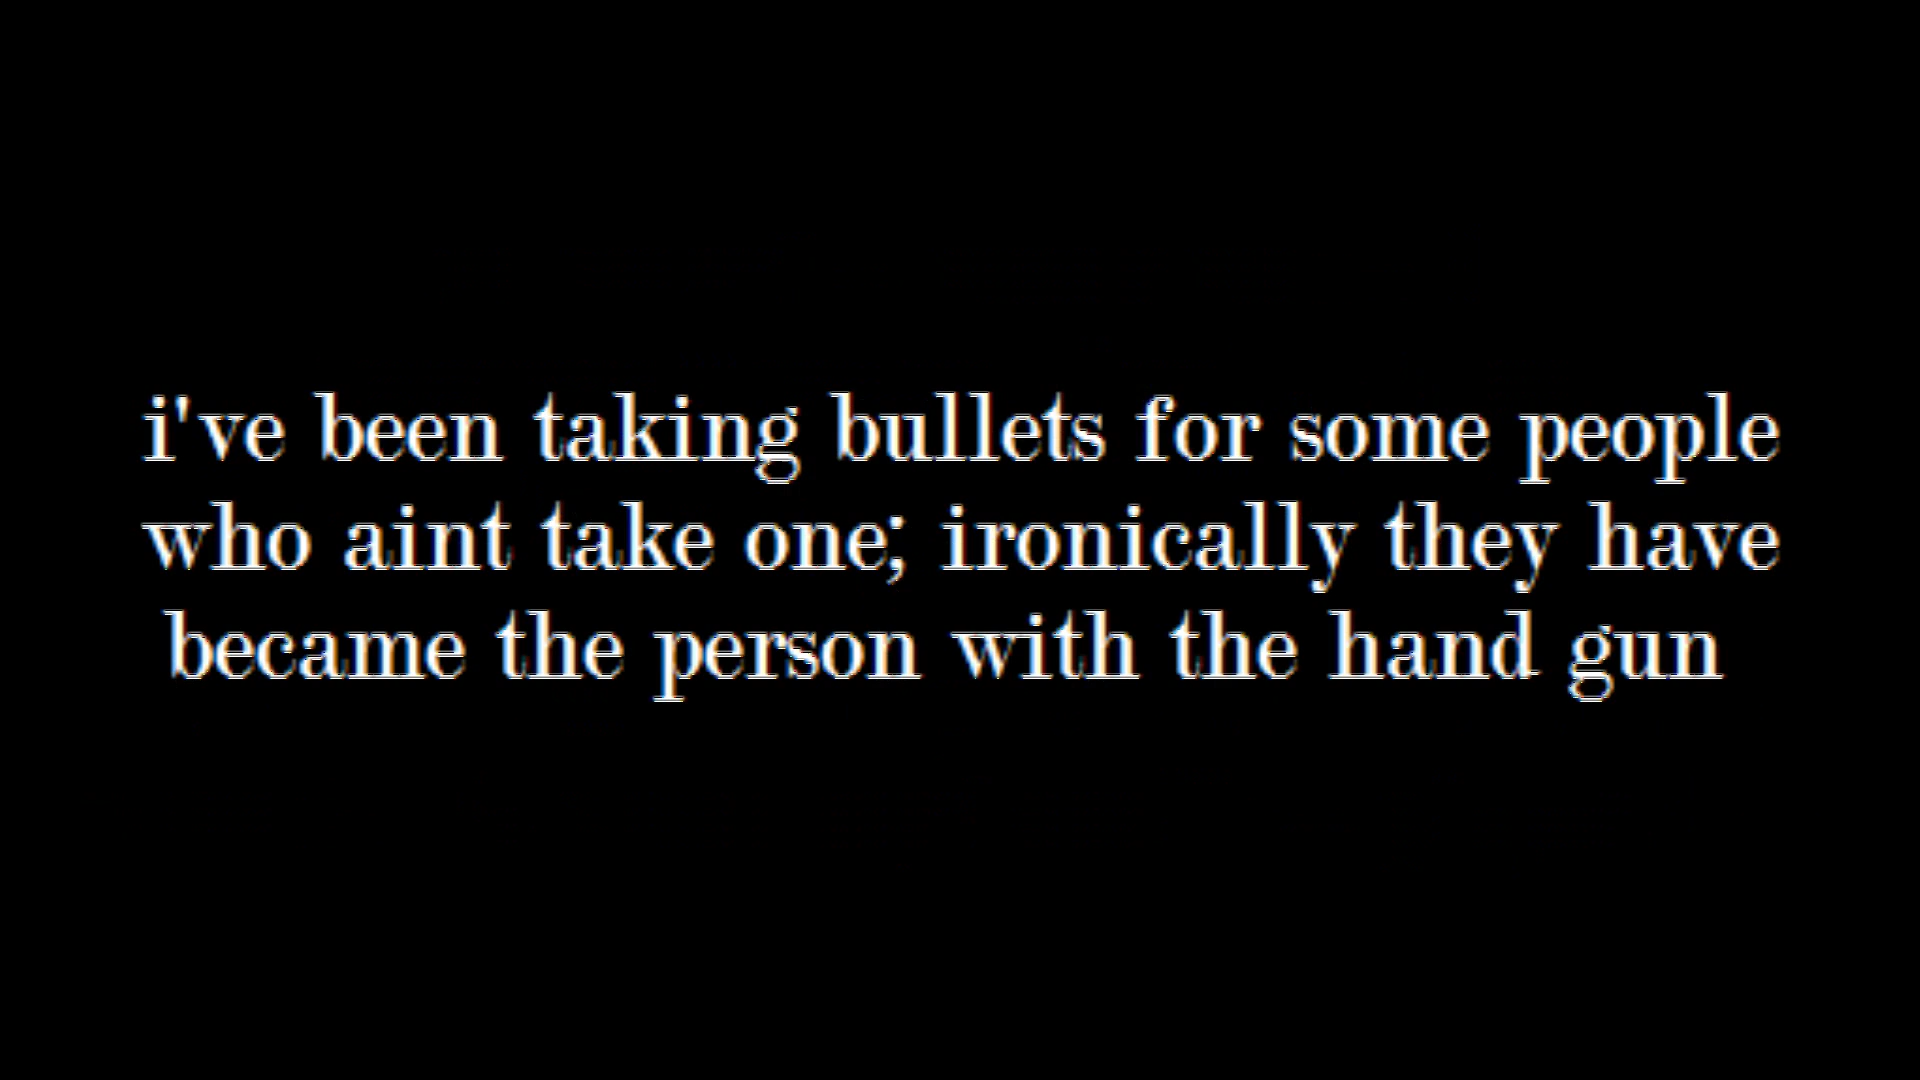 i've been taking bullets for some people
who aint take one; ironically they have
became the person with the hand gun